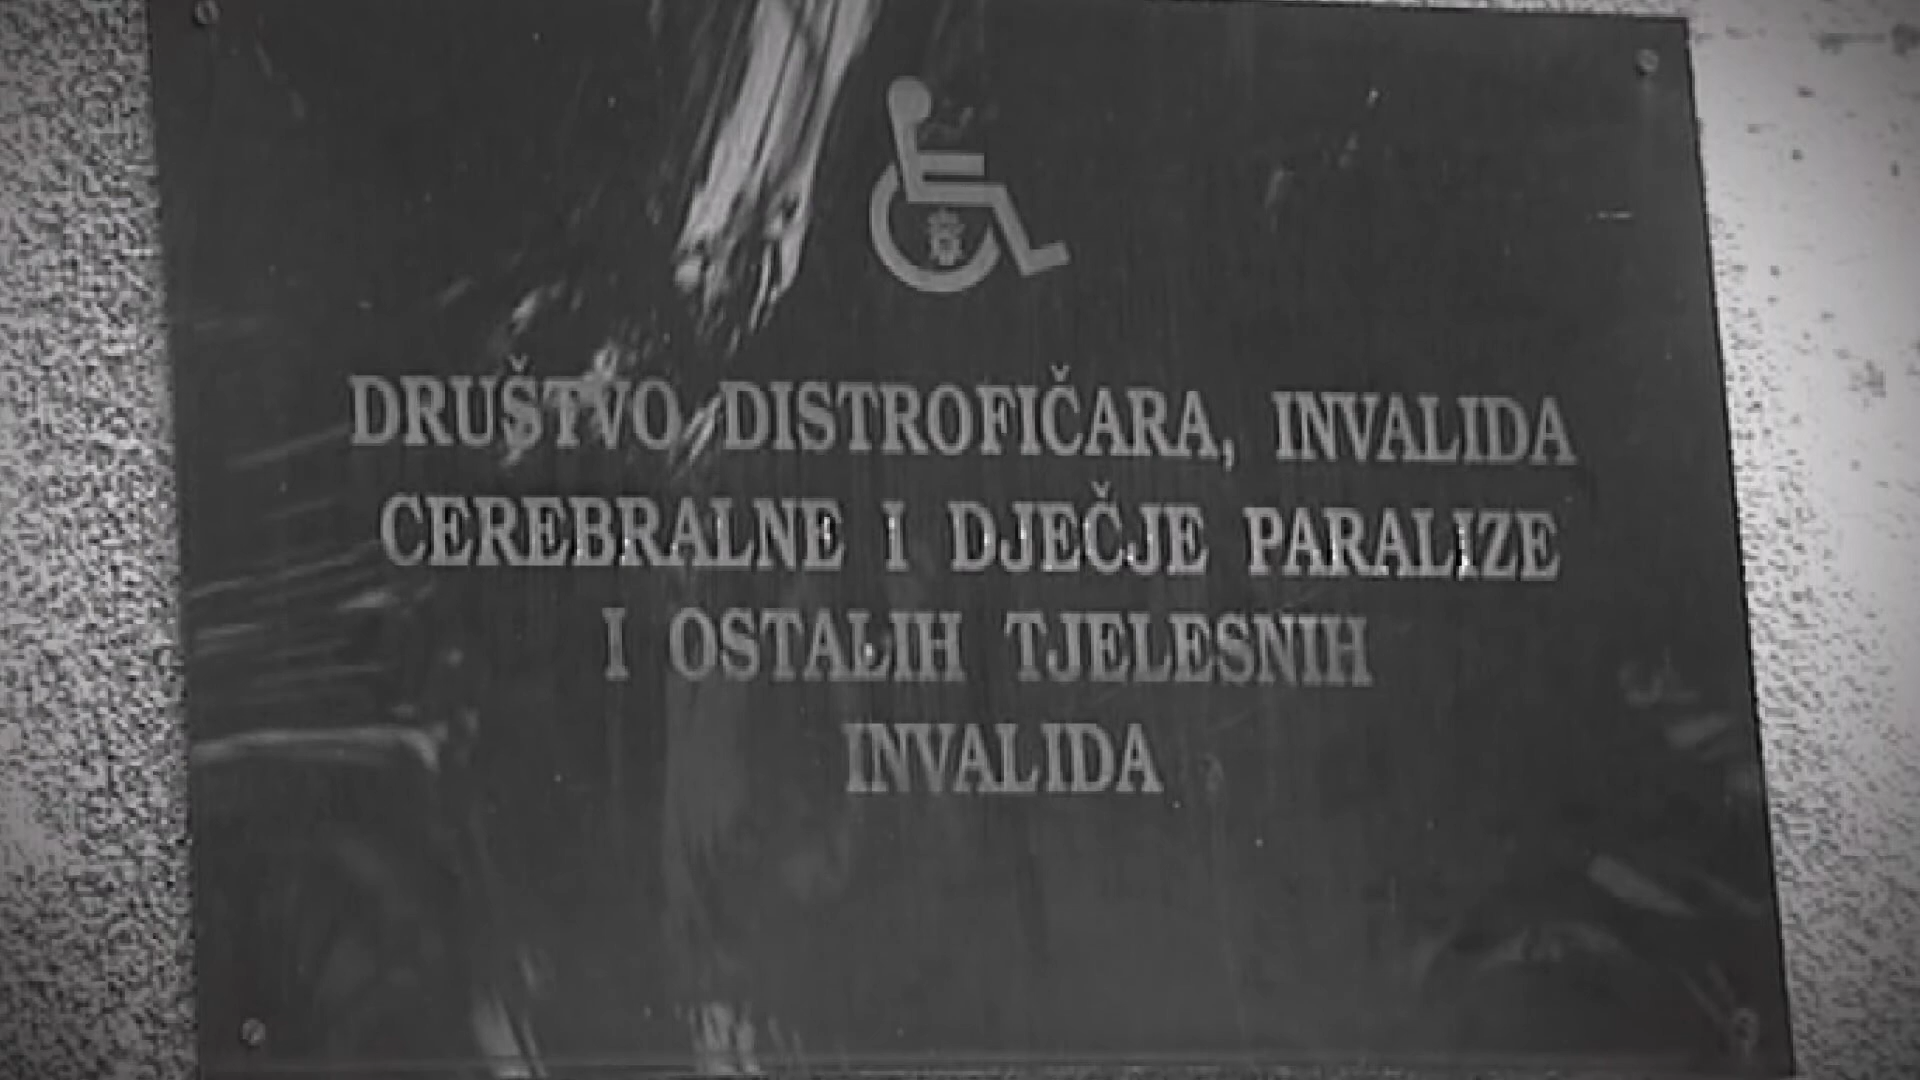 DRUŠTVO DISTROFIČARA, INVALIDA
CEREBRALNE I DJEČJE PARALIZE
I OSTALIH TJELESNIH
INVALIDA